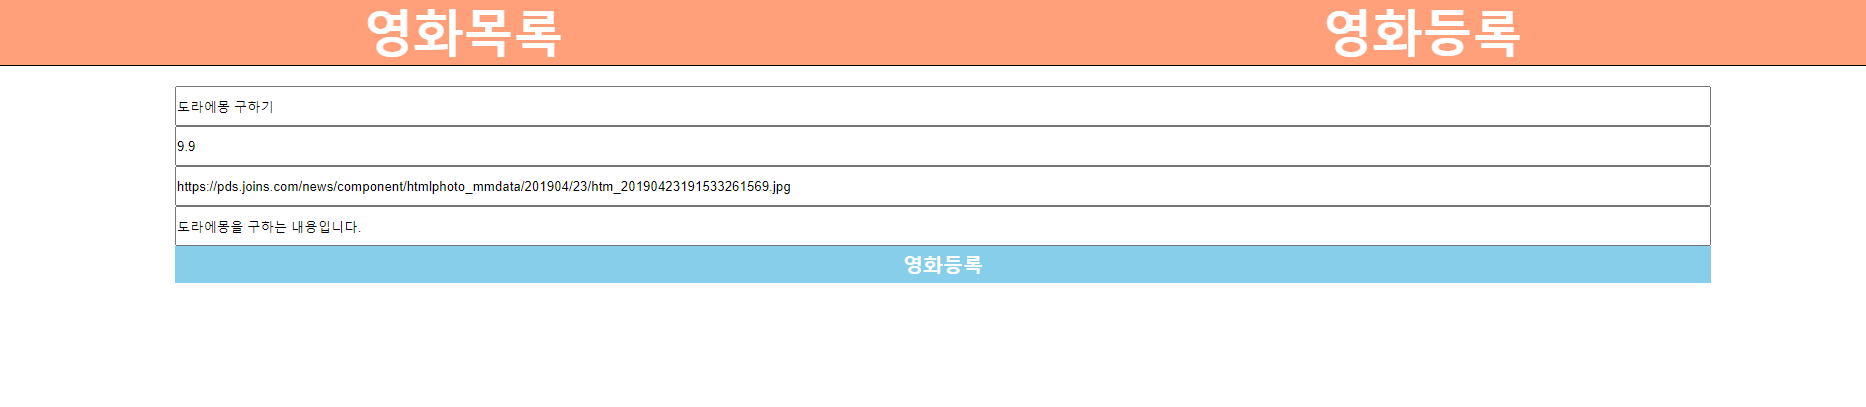 영화목록 영화등록
도라에몽 구하기
9.9
https://pds.joins.com/news/component/htmlphoto_mmdata/201904/23/htm_20190423191533261569.jpg
도라에몽을 구하는 내용입니다.
영화등록